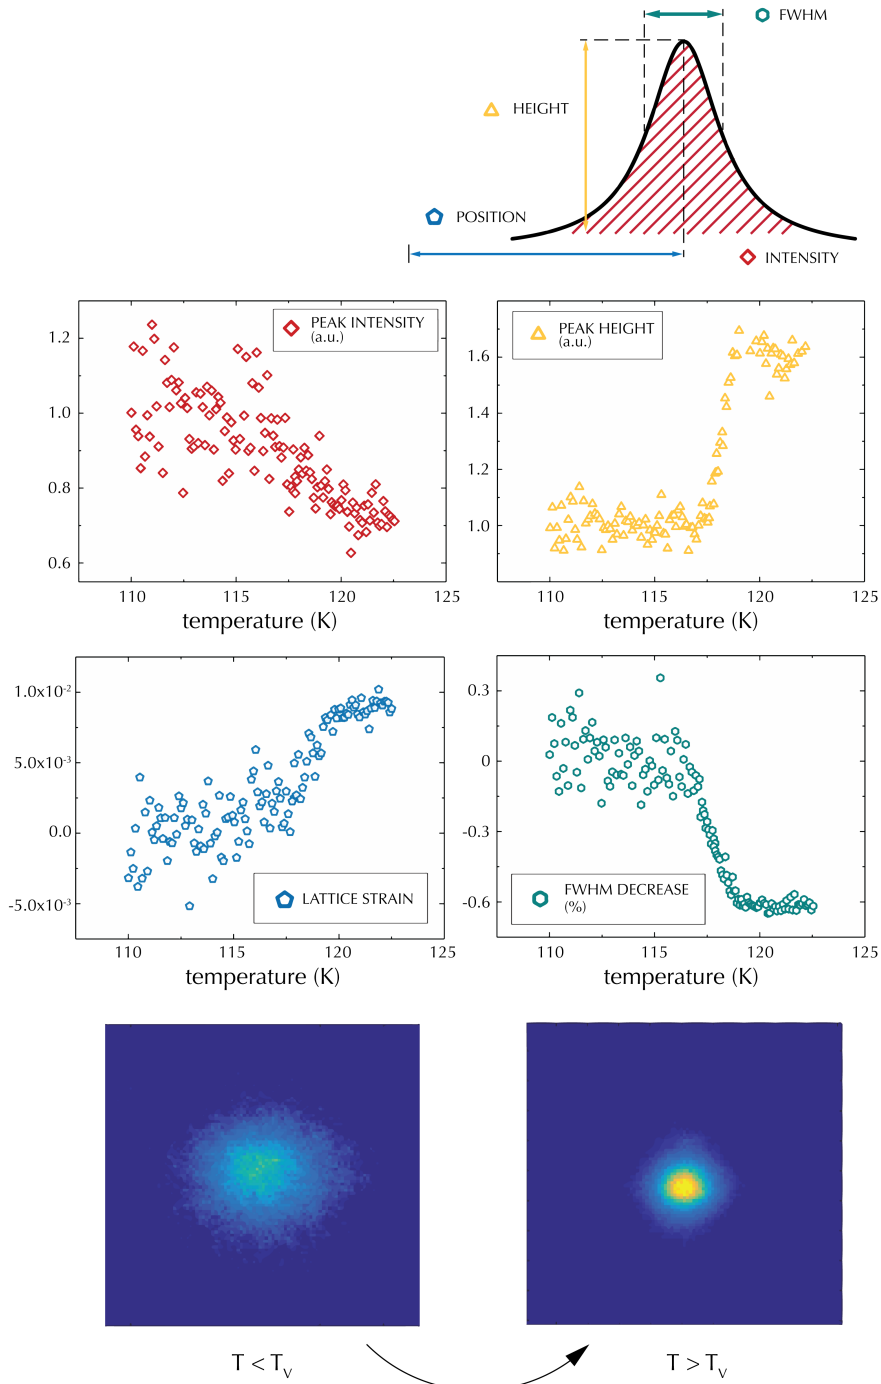 FWHM
HEIGHT
POSITION
INTENSITY
PEAK INTENSITY
(a.u.)
1.2
1.0
0.8
0.6
110 115 120 125
temperature (K)
PEAK HEIGHT
(a.u.)
1.6
1.4
1.2
1.0
110 115 120 125
temperature (K)
1.0x10⁻²
5.0x10⁻³
0.0
-5.0x10⁻³
LATTICE STRAIN
110 115 120 125
temperature (K)
0.3
0
-0.3
-0.6
FWHM DECREASE
(%)
110 115 120 125
temperature (K)
T < Tᵥ
T > Tᵥ